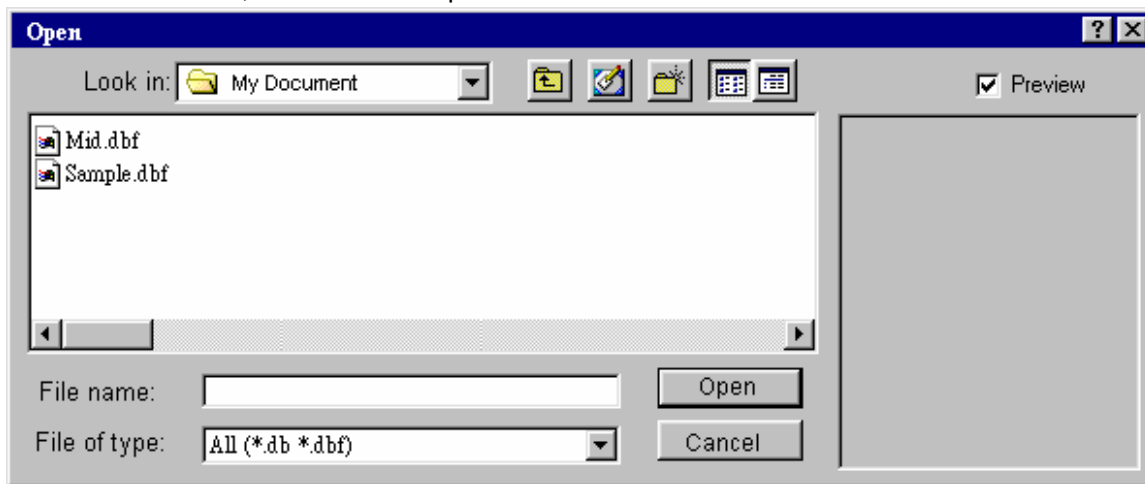 Open
Look in: My Document
Preview
Mid.dbf
Sample.dbf
File name:
Open
File of type: All (*.db *.dbf)
Cancel